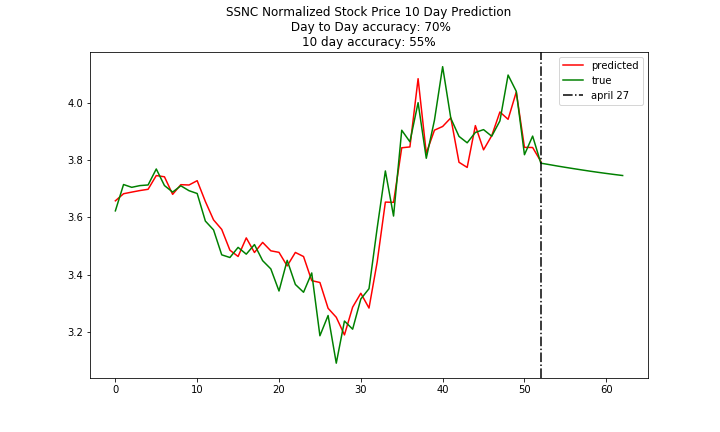 SSNC Normalized Stock Price 10 Day Prediction
Day to Day accuracy: 70%
10 day accuracy: 55%
predicted
true
april 27
4.0
3.8
3.6
3.4
3.2
0 10 20 30 40 50 60